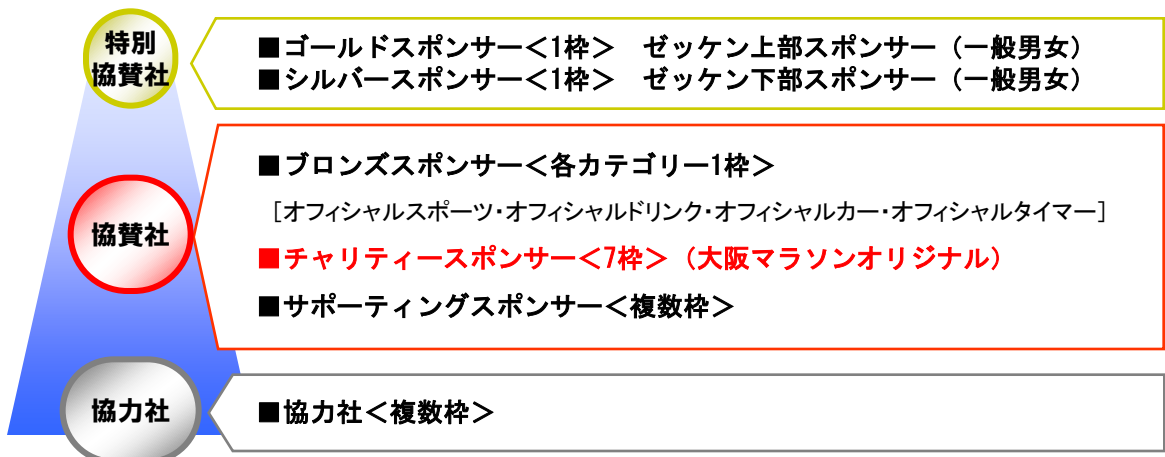 特別
協賛社
■ゴールドスポンサー＜1枠＞　ゼッケン上部スポンサー（一般男女）
■シルバースポンサー＜1枠＞　ゼッケン下部スポンサー（一般男女）
協賛社
■ブロンズスポンサー＜各カテゴリー1枠＞
［オフィシャルスポーツ・オフィシャルドリンク・オフィシャルカー・オフィシャルタイマー］
■チャリティースポンサー＜7枠＞（大阪マラソンオリジナル）
■サポーティングスポンサー＜複数枠＞
協力社
■協力社＜複数枠＞